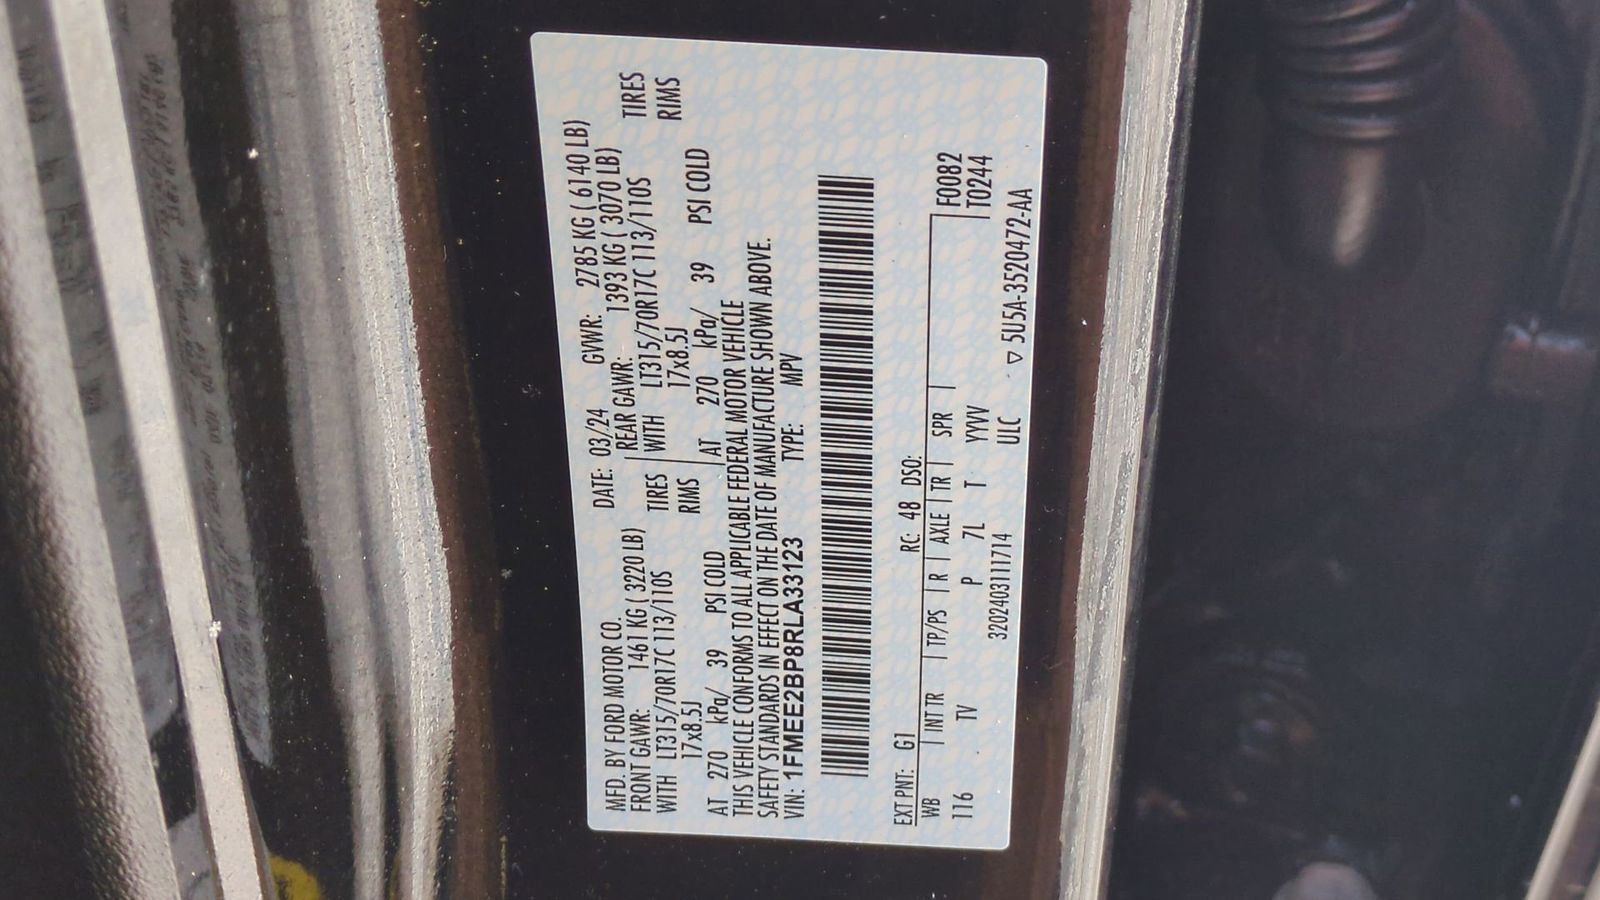 MFD. BY FORD MOTOR CO. DATE: 03/24 GVWR: 2785 KG ( 6140 LB)
FRONT GAWR: 1461 KG ( 3220 LB) REAR GAWR: 1393 KG ( 3070 LB)
WITH LT315/70R17C 113/110S TIRES WITH LT315/70R17C 113/110S TIRES
17x8.5J RIMS 17x8.5J RIMS
AT 270 kPa/ 39 PSI COLD AT 270 kPa/ 39 PSI COLD
THIS VEHICLE CONFORMS TO ALL APPLICABLE FEDERAL MOTOR VEHICLE
SAFETY STANDARDS IN EFFECT ON THE DATE OF MANUFACTURE SHOWN ABOVE.
VIN: 1FMEE2BP8RLA33123 TYPE: MPV
EXT PNT: G1 RC: 48 DSO:
WB | INT TR | TP/PS | R | AXLE | TR | SPR | F0082
116 TV P 7L T YYVV T0244
ULC
3202403111714 ▽ 5U5A-3520472-AA